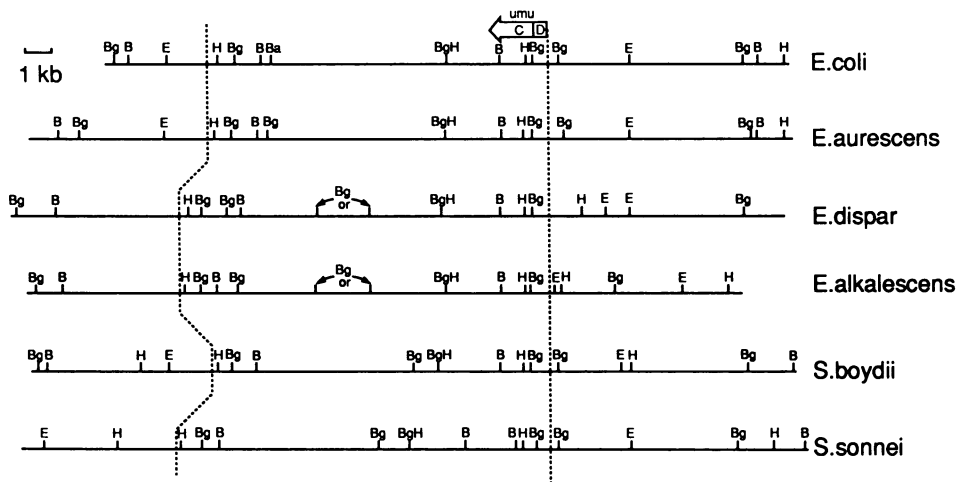 umu
C D
Bg B E H Bg B Ba BgH B H Bg Bg E Bg B H
1 kb
E.coli
B Bg E H Bg B Bg BgH B H Bg Bg E Bg B H
E.aurescens
Bg B H Bg Bg B Bg or BgH B H Bg H E E Bg
E.dispar
Bg B H Bg B Bg Bg or BgH B H Bg E H Bg E H
E.alkalescens
Bg B H E H Bg B Bg BgH B H Bg Bg E H Bg B
S.boydii
E H H Bg B Bg BgH B B H Bg Bg E Bg H B
S.sonnei